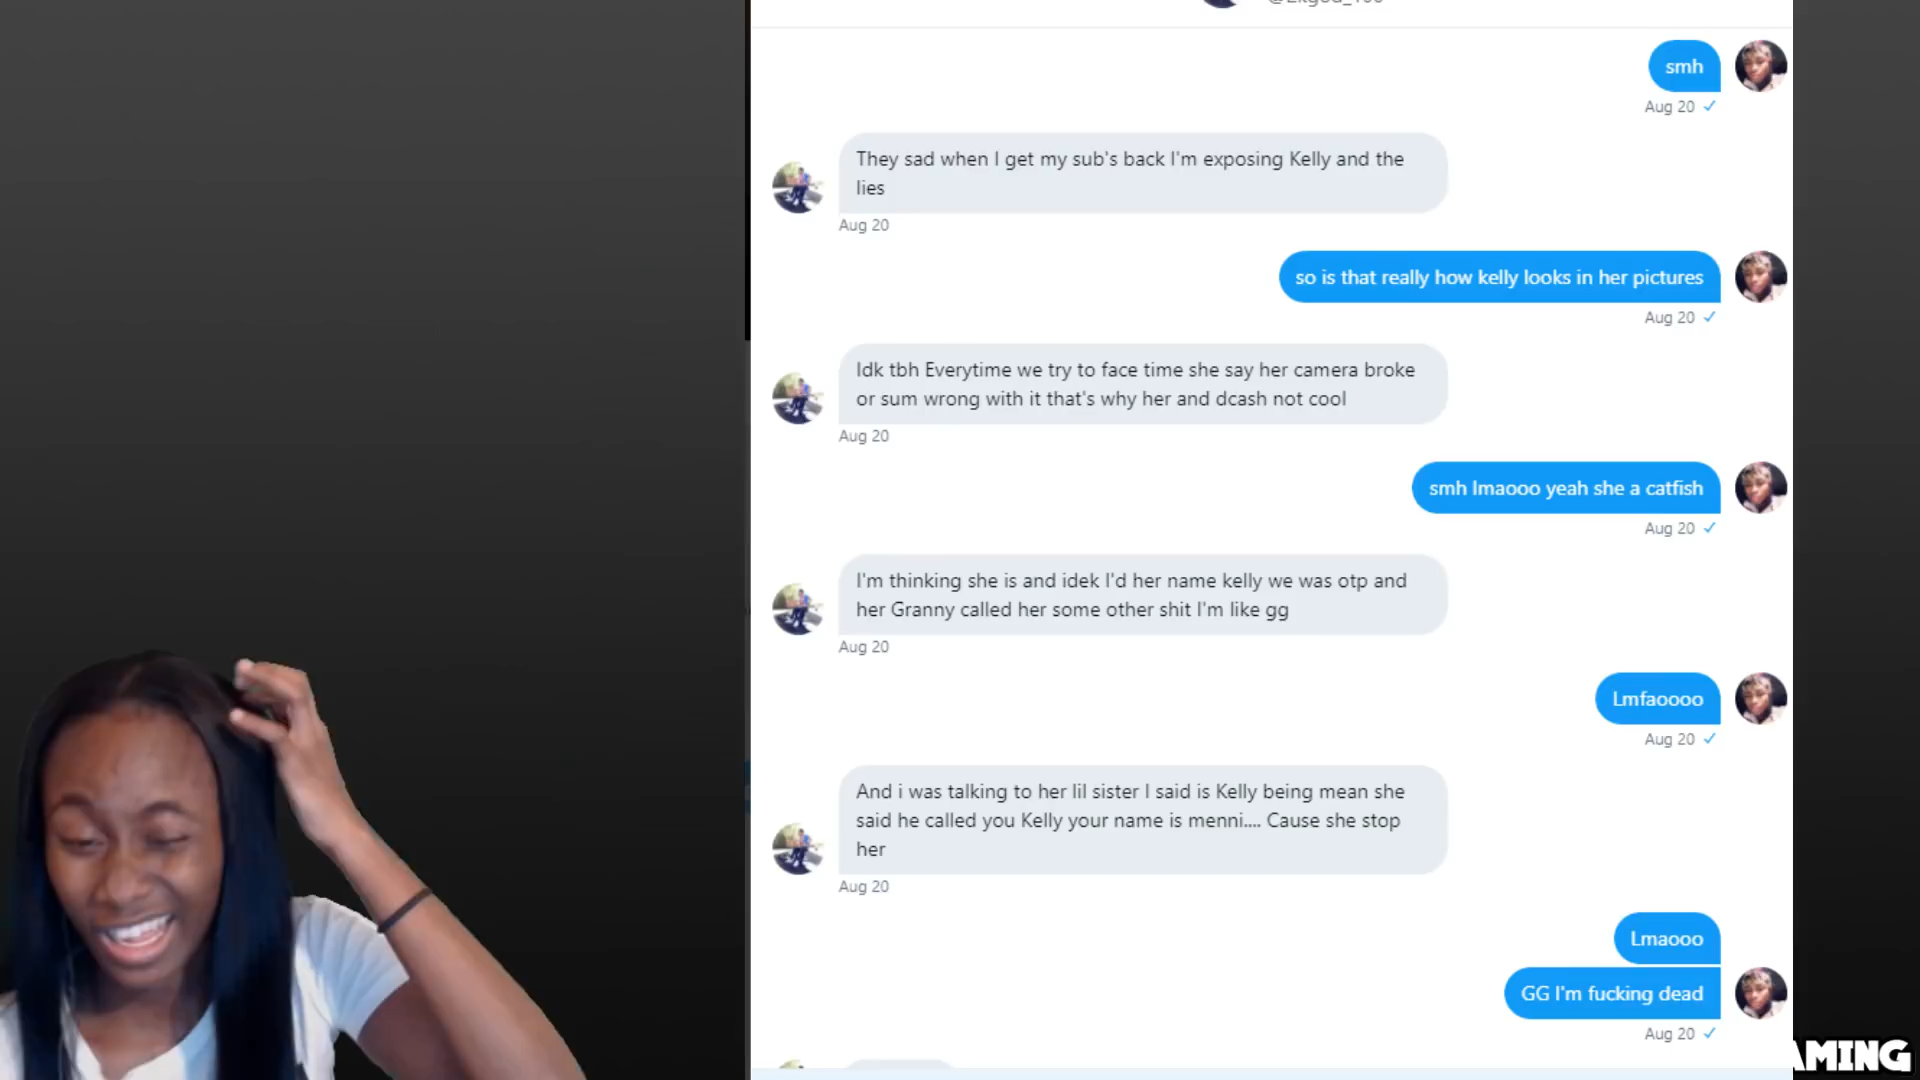 smh
Aug 20 ✓
They sad when I get my sub's back I'm exposing Kelly and the
lies
Aug 20
so is that really how kelly looks in her pictures
Aug 20 ✓
Idk tbh Everytime we try to face time she say her camera broke
or sum wrong with it that's why her and dcash not cool
Aug 20
smh lmaooo yeah she a catfish
Aug 20 ✓
I'm thinking she is and idek I'd her name kelly we was otp and
her Granny called her some other shit I'm like gg
Aug 20
Lmfaoooo
Aug 20 ✓
And i was talking to her lil sister I said is Kelly being mean she
said he called you Kelly your name is menni.... Cause she stop
her
Aug 20
Lmaooo
GG I'm fucking dead
Aug 20 ✓
AMING